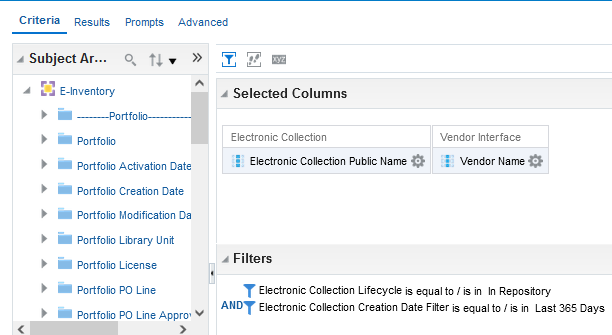 Criteria Results Prompts Advanced
Subject Ar...
E-Inventory
--------Portfolio------------
Portfolio
Portfolio Activation Date
Portfolio Creation Date
Portfolio Modification Da
Portfolio Library Unit
Portfolio License
Portfolio PO Line
Portfolio PO Line Approv
xyz
Selected Columns
Electronic Collection Vendor Interface
Electronic Collection Public Name Vendor Name
Filters
Electronic Collection Lifecycle is equal to / is in In Repository
AND Electronic Collection Creation Date Filter is equal to / is in Last 365 Days